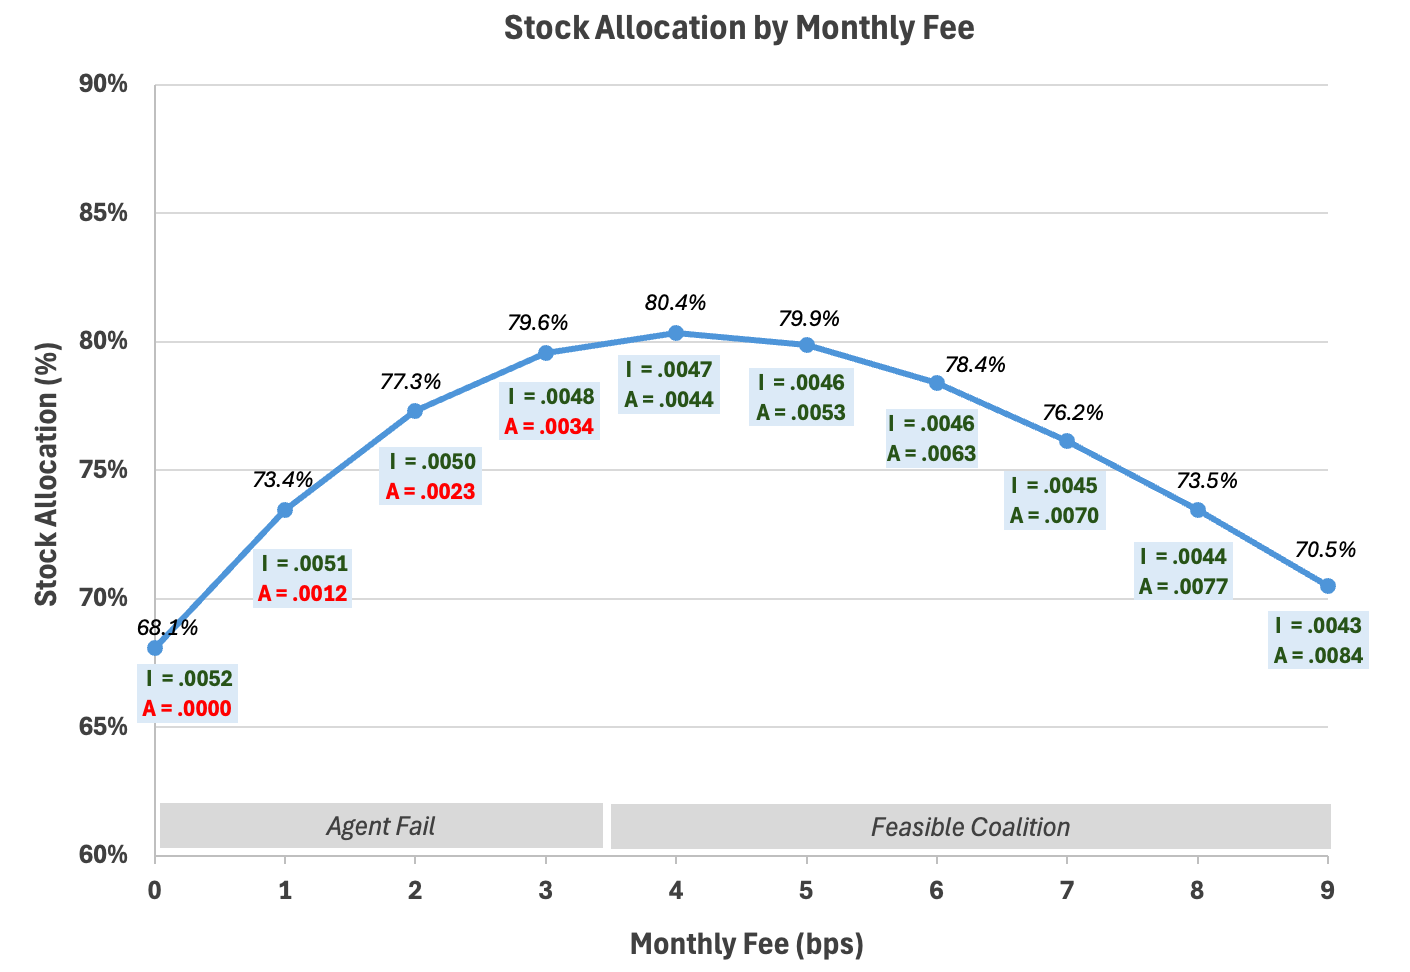 Stock Allocation by Monthly Fee
90%
85%
80%
75%
70%
65%
60%
Stock Allocation (%)
68.1%
I = .0052
A = .0000
73.4%
I = .0051
A = .0012
77.3%
I = .0050
A = .0023
79.6%
I = .0048
A = .0034
80.4%
I = .0047
A = .0044
79.9%
I = .0046
A = .0053
78.4%
I = .0046
A = .0063
76.2%
I = .0045
A = .0070
73.5%
I = .0044
A = .0077
70.5%
I = .0043
A = .0084
Agent Fail
Feasible Coalition
0 1 2 3 4 5 6 7 8 9
Monthly Fee (bps)